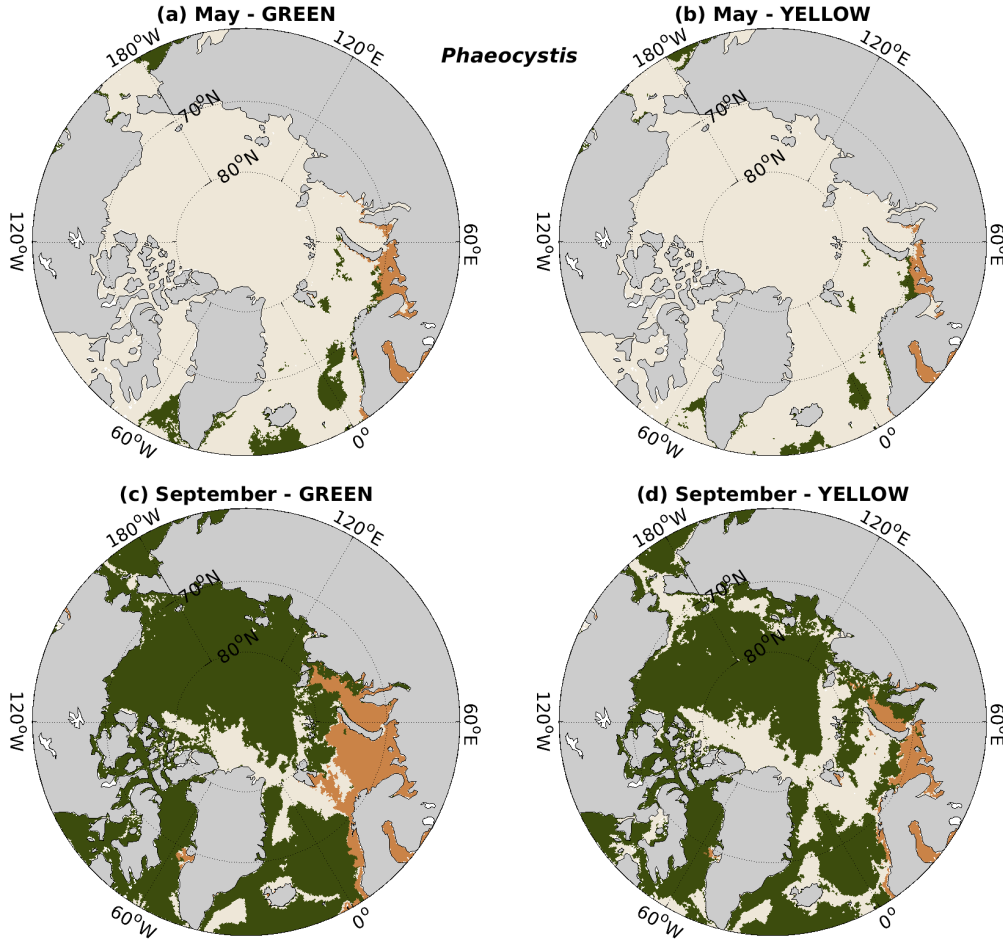 (a) May - GREEN
(b) May - YELLOW
Phaeocystis
180°W
120°E
70°N
80°N
120°W
60°E
60°W
0°
180°W
120°E
70°N
80°N
120°W
60°E
60°W
0°
(c) September - GREEN
(d) September - YELLOW
180°W
120°E
70°N
80°N
120°W
60°E
60°W
0°
180°W
120°E
70°N
80°N
120°W
60°E
60°W
0°